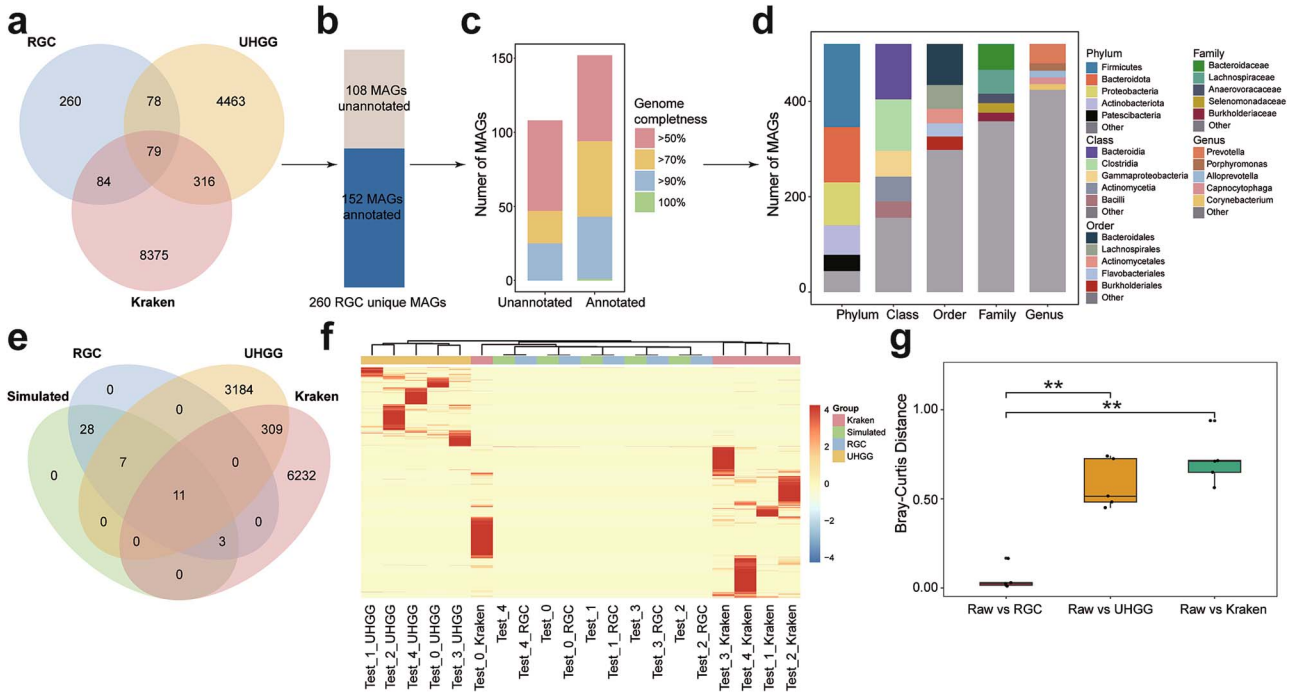 a
RGC
UHGG
260
78
4463
79
84
316
8375
Kraken
b
108 MAGs
unannotated
152 MAGs
annotated
260 RGC unique MAGs
c
Numer of MAGs
150
100
50
0
Unannotated
Annotated
Genome
completness
>50%
>70%
>90%
100%
d
Numer of MAGs
400
200
0
Phylum
Class
Order
Family
Genus
Phylum
Firmicutes
Bacteroidota
Proteobacteria
Actinobacteriota
Patescibacteria
Other
Class
Bacteroidia
Clostridia
Gammaproteobacteria
Actinomycetia
Bacilli
Other
Order
Bacteroidales
Lachnospirales
Actinomycetales
Flavobacteriales
Burkholderiales
Other
Family
Bacteroidaceae
Lachnospiraceae
Anaerovoracaceae
Selenomonadaceae
Burkholderiaceae
Other
Genus
Prevotella
Porphyromonas
Alloprevotella
Capnocytophaga
Corynebacterium
Other
e
RGC
UHGG
Simulated
Kraken
0
3184
0
28
309
7
0
0
6232
11
0
0
0
3
0
f
Group
Kraken
Simulated
RGC
UHGG
4
2
0
−2
−4
Test_1_UHGG
Test_2_UHGG
Test_4_UHGG
Test_0_UHGG
Test_3_UHGG
Test_0_Kraken
Test_4
Test_4_RGC
Test_0
Test_0_RGC
Test_1
Test_1_RGC
Test_3
Test_3_RGC
Test_2
Test_2_RGC
Test_3_Kraken
Test_4_Kraken
Test_1_Kraken
Test_2_Kraken
g
Bray-Curtis Distance
1.00
0.50
0.00
**
**
Raw vs RGC
Raw vs UHGG
Raw vs Kraken